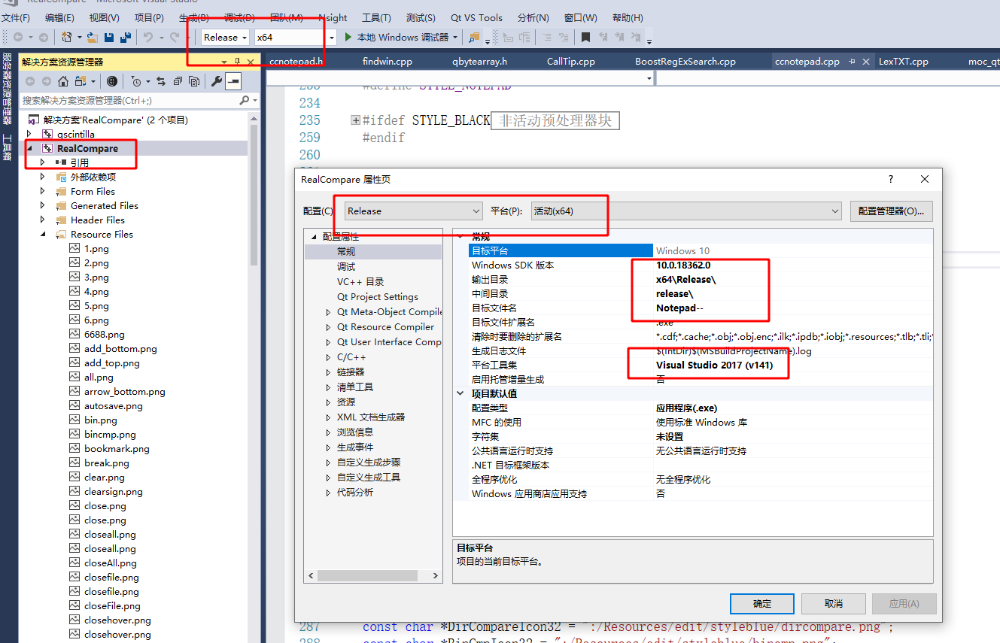 RealCompare - Microsoft Visual Studio
文件(F) 编辑(E) 视图(V) 项目(P) 生成(B) 调试(D) 团队(M) Nsight 工具(T) 测试(S) Qt VS Tools 分析(N) 窗口(W) 帮助(H)
Release x64 本地 Windows 调试器
服务器资源管理器
工具箱
解决方案资源管理器
搜索解决方案资源管理器(Ctrl+;)
解决方案'RealCompare' (2 个项目)
qscintilla
RealCompare
引用
外部依赖项
Form Files
Generated Files
Header Files
Resource Files
1.png
2.png
3.png
4.png
5.png
6.png
6688.png
add_bottom.png
add_top.png
all.png
arrow_bottom.png
autosave.png
bin.png
bincmp.png
bookmark.png
break.png
clear.png
clearsign.png
close.png
close.png
closeall.png
closeall.png
closeAll.png
closefile.png
closefile.png
closeFile.png
closehover.png
closehover.png
ccnotepad.h findwin.cpp qbytearray.h CallTip.cpp BoostRegExSearch.cpp ccnotepad.cpp LexTXT.cpp moc_qt
233 #define STYLE_NOTEPAD
234
235 #ifdef STYLE_BLACK 非活动预处理器块
259 #endif
260
RealCompare 属性页
配置(C) Release 平台(P): 活动(x64) 配置管理器(O)...
配置属性
常规
调试
VC++ 目录
Qt Project Settings
Qt Meta-Object Compile
Qt Resource Compiler
Qt User Interface Comp
C/C++
链接器
清单工具
资源
XML 文档生成器
浏览信息
生成事件
自定义生成步骤
自定义生成工具
代码分析
常规
目标平台 Windows 10
Windows SDK 版本 10.0.18362.0
输出目录 x64\Release\
中间目录 release\
目标文件名 Notepad--
目标文件扩展名 .exe
清除时要删除的扩展名 *.cdf;*.cache;*.obj;*.obj.enc;*.ilk;*.ipdb;*.iobj;*.resources;*.tlb;*.tli;*
生成日志文件 $(IntDir)$(MSBuildProjectName).log
平台工具集 Visual Studio 2017 (v141)
启用托管增量生成 否
项目默认值
配置类型 应用程序(.exe)
MFC 的使用 使用标准 Windows 库
字符集 未设置
公共语言运行时支持 无公共语言运行时支持
.NET 目标框架版本
全程序优化 无全程序优化
Windows 应用商店应用支持 否
目标平台
项目的当前目标平台。
确定 取消 应用(A)
287 const char *DirCompareIcon32 = ":/Resources/edit/styleblue/dircompare.png";
288 const char *BinCmpIcon32 = ":/Resources/edit/styleblue/bincmp.png";